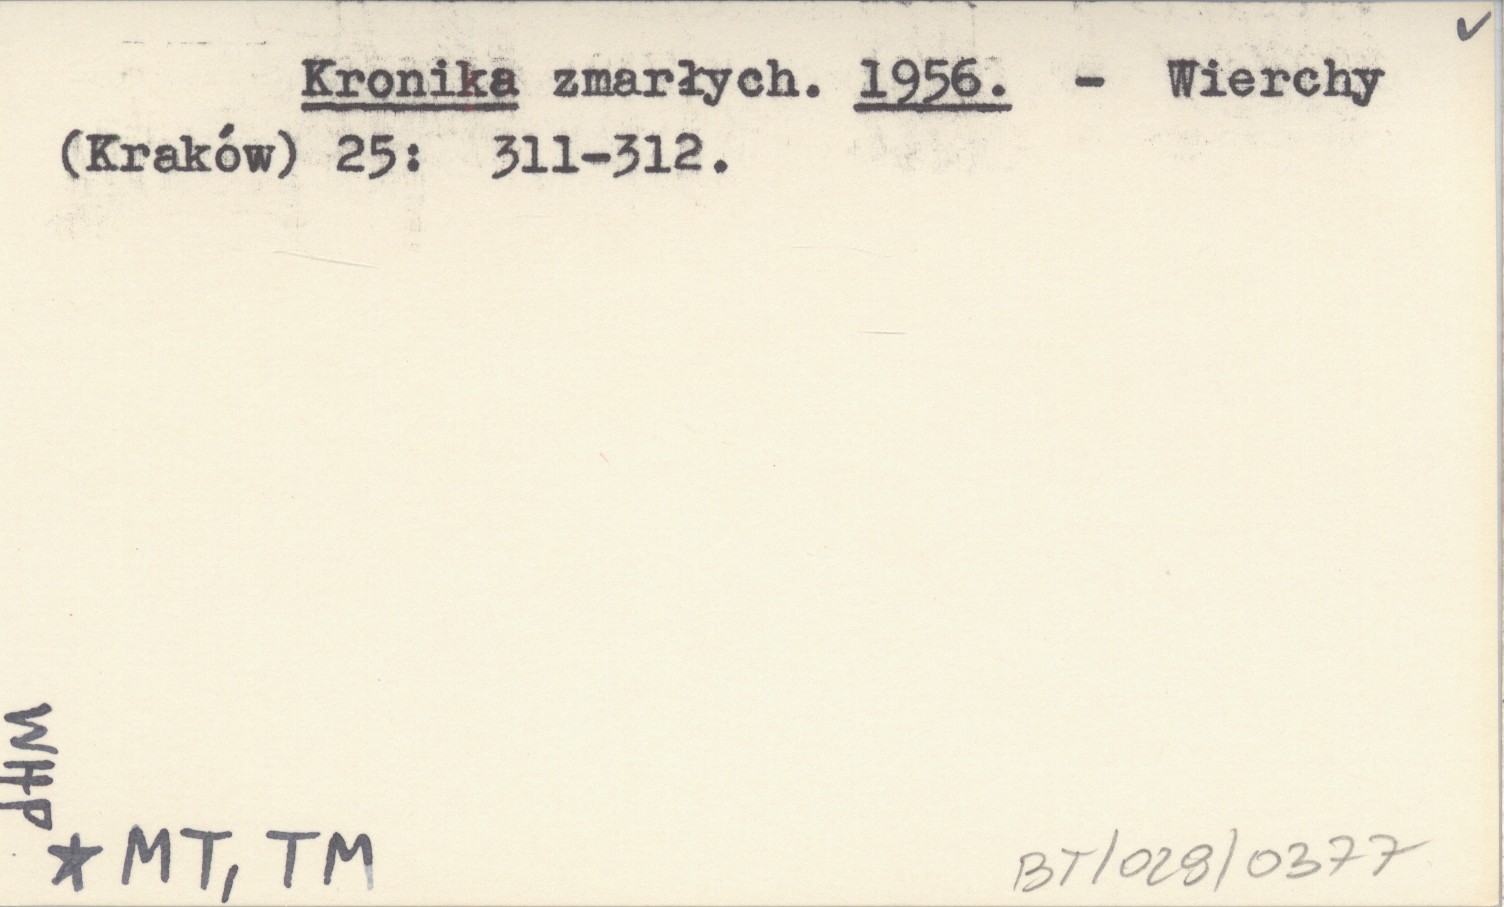 ✓
Kronika zmarłych. 1956. - Wierchy
(Kraków) 25: 311-312.
WHP
* MT, TM
BT/028/0377